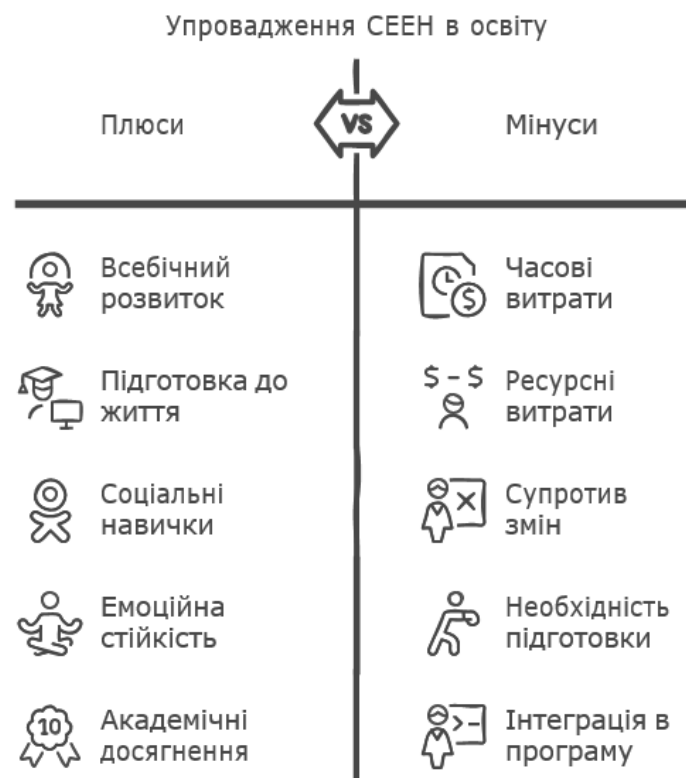 Упровадження СЕЕН в освіту
Плюси
VS
Мінуси
Всебічний
розвиток
Часові
витрати
Підготовка до
життя
$ - $
Ресурсні
витрати
Соціальні
навички
Супротив
змін
Емоційна
стійкість
Необхідність
підготовки
10
Академічні
досягнення
Інтеграція в
програму